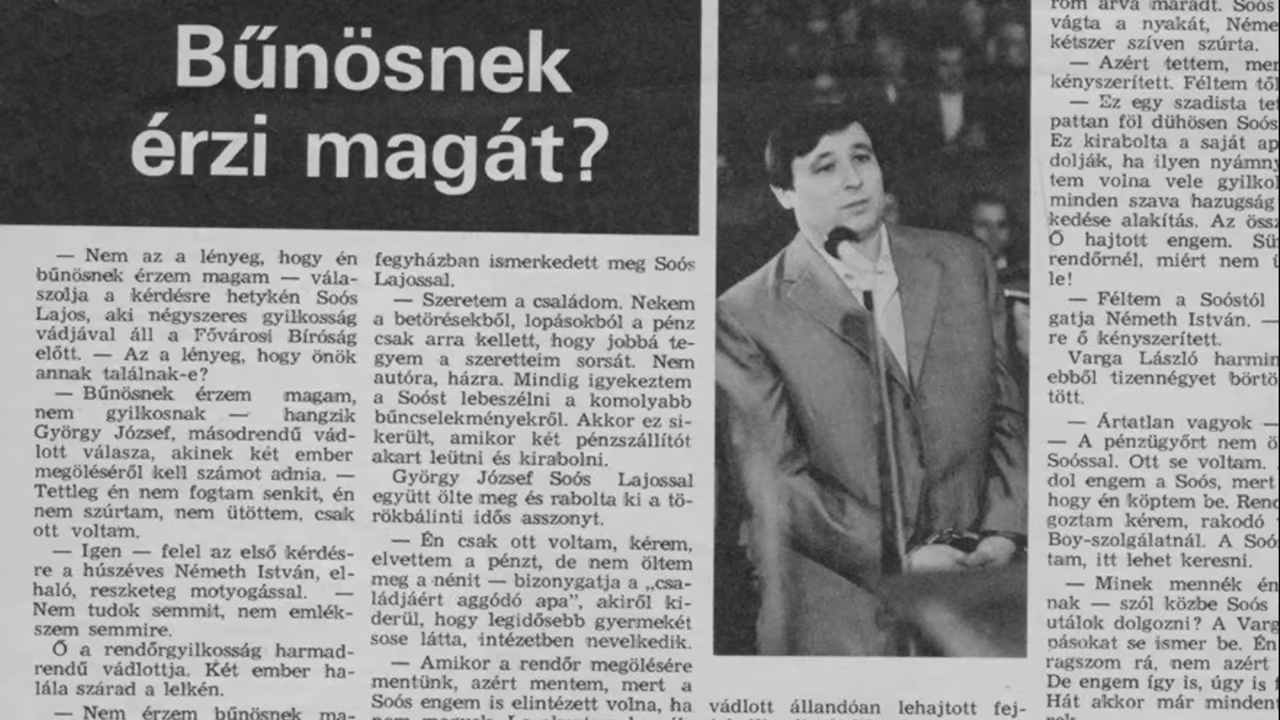 Bűnösnek
érzi magát?
— Nem az a lényeg, hogy én
bűnösnek érzem magam — vála-
szolja a kérdésre hetykén Soós
Lajos, aki négyszeres gyilkosság
vádjával áll a Fővárosi Bíróság
előtt. — Az a lényeg, hogy önök
annak találnak-e?
— Bűnösnek érzem magam,
nem gyilkosnak — hangzik
György József, másodrendű vád-
lott válasza, akinek két ember
megöléséről kell számot adnia. —
Tettleg én nem fogtam senkit, én
nem szúrtam, nem ütöttem, csak
ott voltam.
— Igen — felel az első kérdés-
re a húszéves Németh István, el-
haló, reszketeg motyogással. —
Nem tudok semmit, nem emlék-
szem semmire.
Ő a rendőrgyilkosság harmad-
rendű vádlottja. Két ember ha-
lála szárad a lelkén.
— Nem érzem bűnösnek ma-
fegyházban ismerkedett meg Soós
Lajossal.
— Szeretem a családom. Nekem
a betörésekből, lopásokból a pénz
csak arra kellett, hogy jobbá te-
gyem a szeretteim sorsát. Nem
autóra, házra. Mindig igyekeztem
a Soóst lebeszélni a komolyabb
bűncselekményekről. Akkor ez si-
került, amikor két pénzszállítót
akart leütni és kirabolni.
György József Soós Lajossal
együtt ölte meg és rabolta ki a tö-
rökbálinti idős asszonyt.
— Én csak ott voltam, kérem,
elvettem a pénzt, de nem öltem
meg a nénit — bizonygatja a „csa-
ládjáért aggódó apa”, akiről ki-
derül, hogy legidősebb gyermekét
sose látta, intézetben nevelkedik.
— Amikor a rendőr megölésére
mentünk, azért mentem, mert a
Soós engem is elintézett volna, ha
vádlott állandóan lehajtott fej-
rom árva maradt. Soós
vágta a nyakát, Néme
kétszer szíven szúrta.
— Azért tettem, mer
kényszerített. Féltem től
— Ez egy szadista te
pattan föl dühösen Soós
Ez kirabolta a saját ap
dolják, ha ilyen nyámny
tem volna vele gyilkol
minden szava hazugság
kedése alakítás. Az össz
Ő hajtott engem. Sü
rendőrnél, miért nem ü
le!
— Féltem a Soóstól
gatja Németh István. —
re ő kényszerített.
Varga László harmin
ebből tizennégyet börtö
tött.
— Ártatlan vagyok —
— A pénzügyőrt nem ö
Soóssal. Ott se voltam.
dol engem a Soós, mert
hogy én köptem be. Rend
goztam kérem, rakodó
Boy-szolgálatnál. A Soó
tam, itt lehet keresni.
— Minek mennék én
nak — szól közbe Soós
utálok dolgozni? A Varg
pásokat se ismer be. Én
ragszom rá, nem azért
De engem így is, úgy is f
Hát akkor már mindent